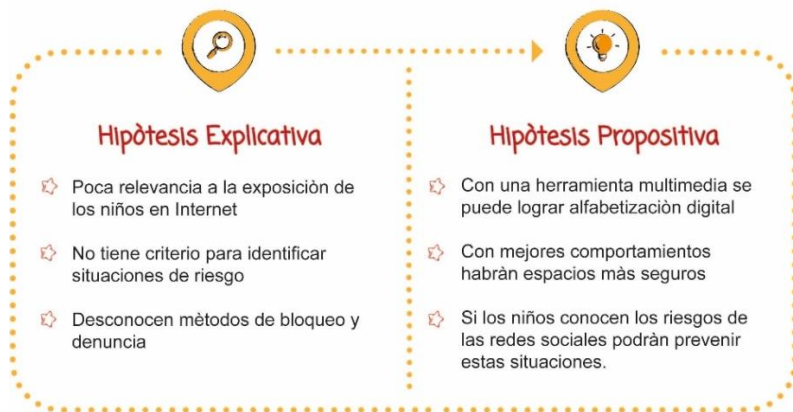 Hipòtesis Explicativa
Poca relevancia a la exposiciòn de
los niños en Internet
No tiene criterio para identificar
situaciones de riesgo
Desconocen mètodos de bloqueo y
denuncia
Hipòtesis Propositiva
Con una herramienta multimedia se
puede lograr alfabetizaciòn digital
Con mejores comportamientos
habràn espacios màs seguros
Si los niños conocen los riesgos de
las redes sociales podràn prevenir
estas situaciones.